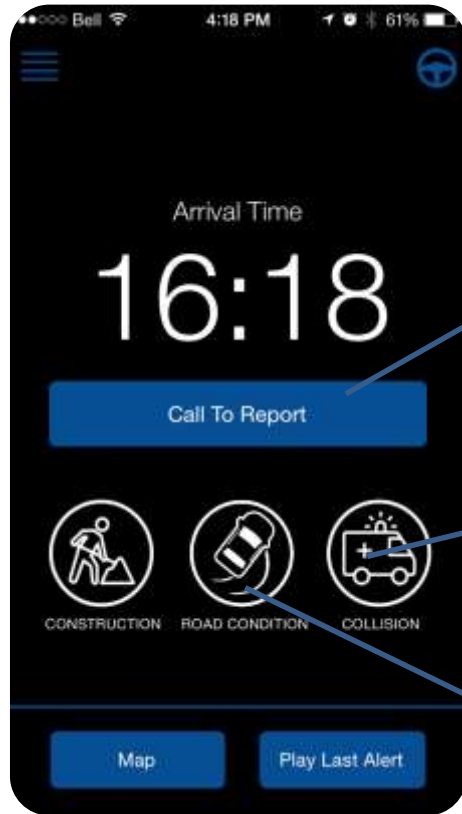 Bell 4:18 PM 61%
Arrival Time
16:18
Call To Report
CONSTRUCTION ROAD CONDITION COLLISION
Map Play Last Alert